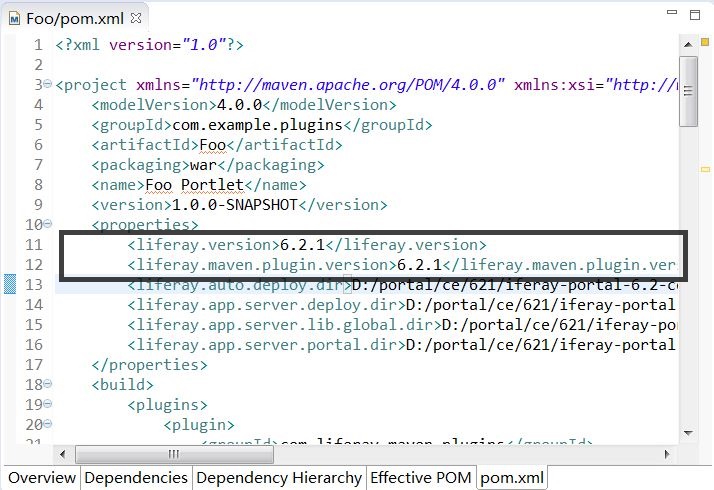 Foo/pom.xml
1 <?xml version="1.0"?>
2
3 <project xmlns="http://maven.apache.org/POM/4.0.0" xmlns:xsi="http://
4 <modelVersion>4.0.0</modelVersion>
5 <groupId>com.example.plugins</groupId>
6 <artifactId>Foo</artifactId>
7 <packaging>war</packaging>
8 <name>Foo Portlet</name>
9 <version>1.0.0-SNAPSHOT</version>
10 <properties>
11 <liferay.version>6.2.1</liferay.version>
12 <liferay.maven.plugin.version>6.2.1</liferay.maven.plugin.ver
13 <liferay.auto.deploy.dir>D:/portal/ce/621/iferay-portal-6.2-c
14 <liferay.app.server.deploy.dir>D:/portal/ce/621/iferay-portal
15 <liferay.app.server.lib.global.dir>D:/portal/ce/621/iferay-po
16 <liferay.app.server.portal.dir>D:/portal/ce/621/iferay-portal
17 </properties>
18 <build>
19 <plugins>
20 <plugin>
21 <groupId>com.liferay.maven.plugins</groupId>
Overview Dependencies Dependency Hierarchy Effective POM pom.xml